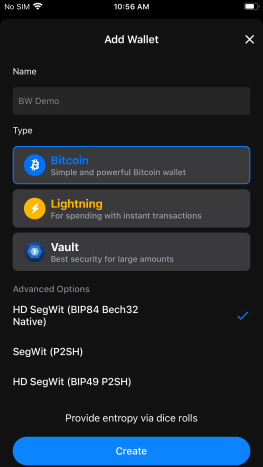 No SIM 10:56 AM
Add Wallet
Name
BW Demo
Type
Bitcoin
Simple and powerful Bitcoin wallet
Lightning
For spending with instant transactions
Vault
Best security for large amounts
Advanced Options
HD SegWit (BIP84 Bech32
Native)
SegWit (P2SH)
HD SegWit (BIP49 P2SH)
Provide entropy via dice rolls
Create